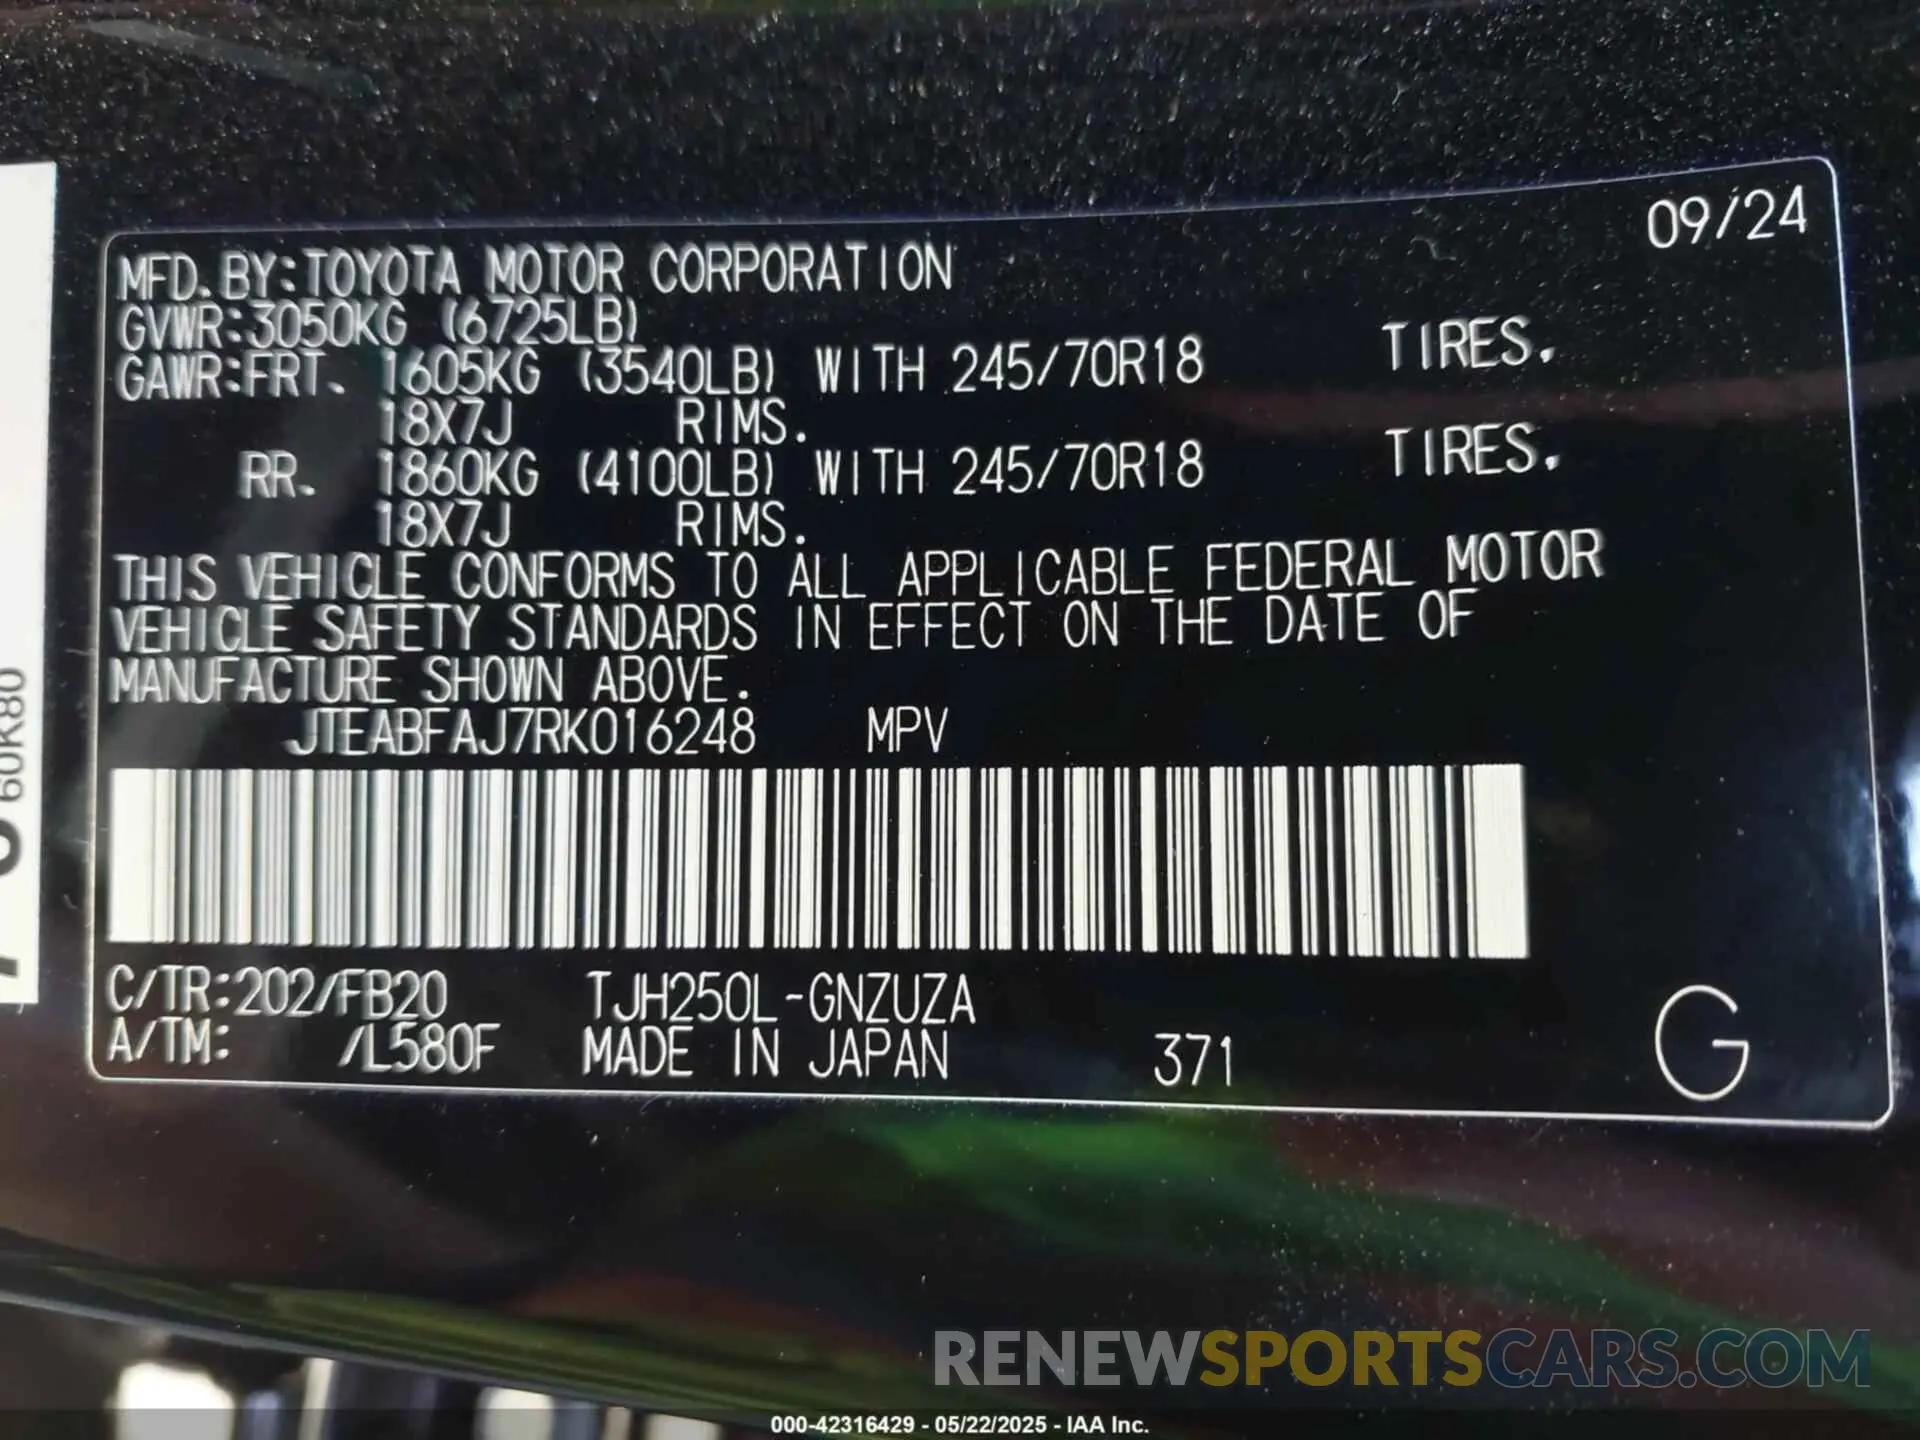 09/24
MFD. BY:TOYOTA MOTOR CORPORATION
GVWR:3050KG (6725LB)
GAWR:FRT. 1605KG (3540LB) WITH 245/70R18 TIRES.
18X7J RIMS.
RR. 1860KG (4100LB) WITH 245/70R18 TIRES.
18X7J RIMS.
THIS VEHICLE CONFORMS TO ALL APPLICABLE FEDERAL MOTOR
VEHICLE SAFETY STANDARDS IN EFFECT ON THE DATE OF
MANUFACTURE SHOWN ABOVE.
JTEABFAJ7RK016248 MPV
C/TR:202/FB20 TJH250L-GNZUZA
A/TM: /L580F MADE IN JAPAN 371 G
60K80
RENEWSPORTSCARS.COM
000-42316429 - 05/22/2025 - IAA Inc.